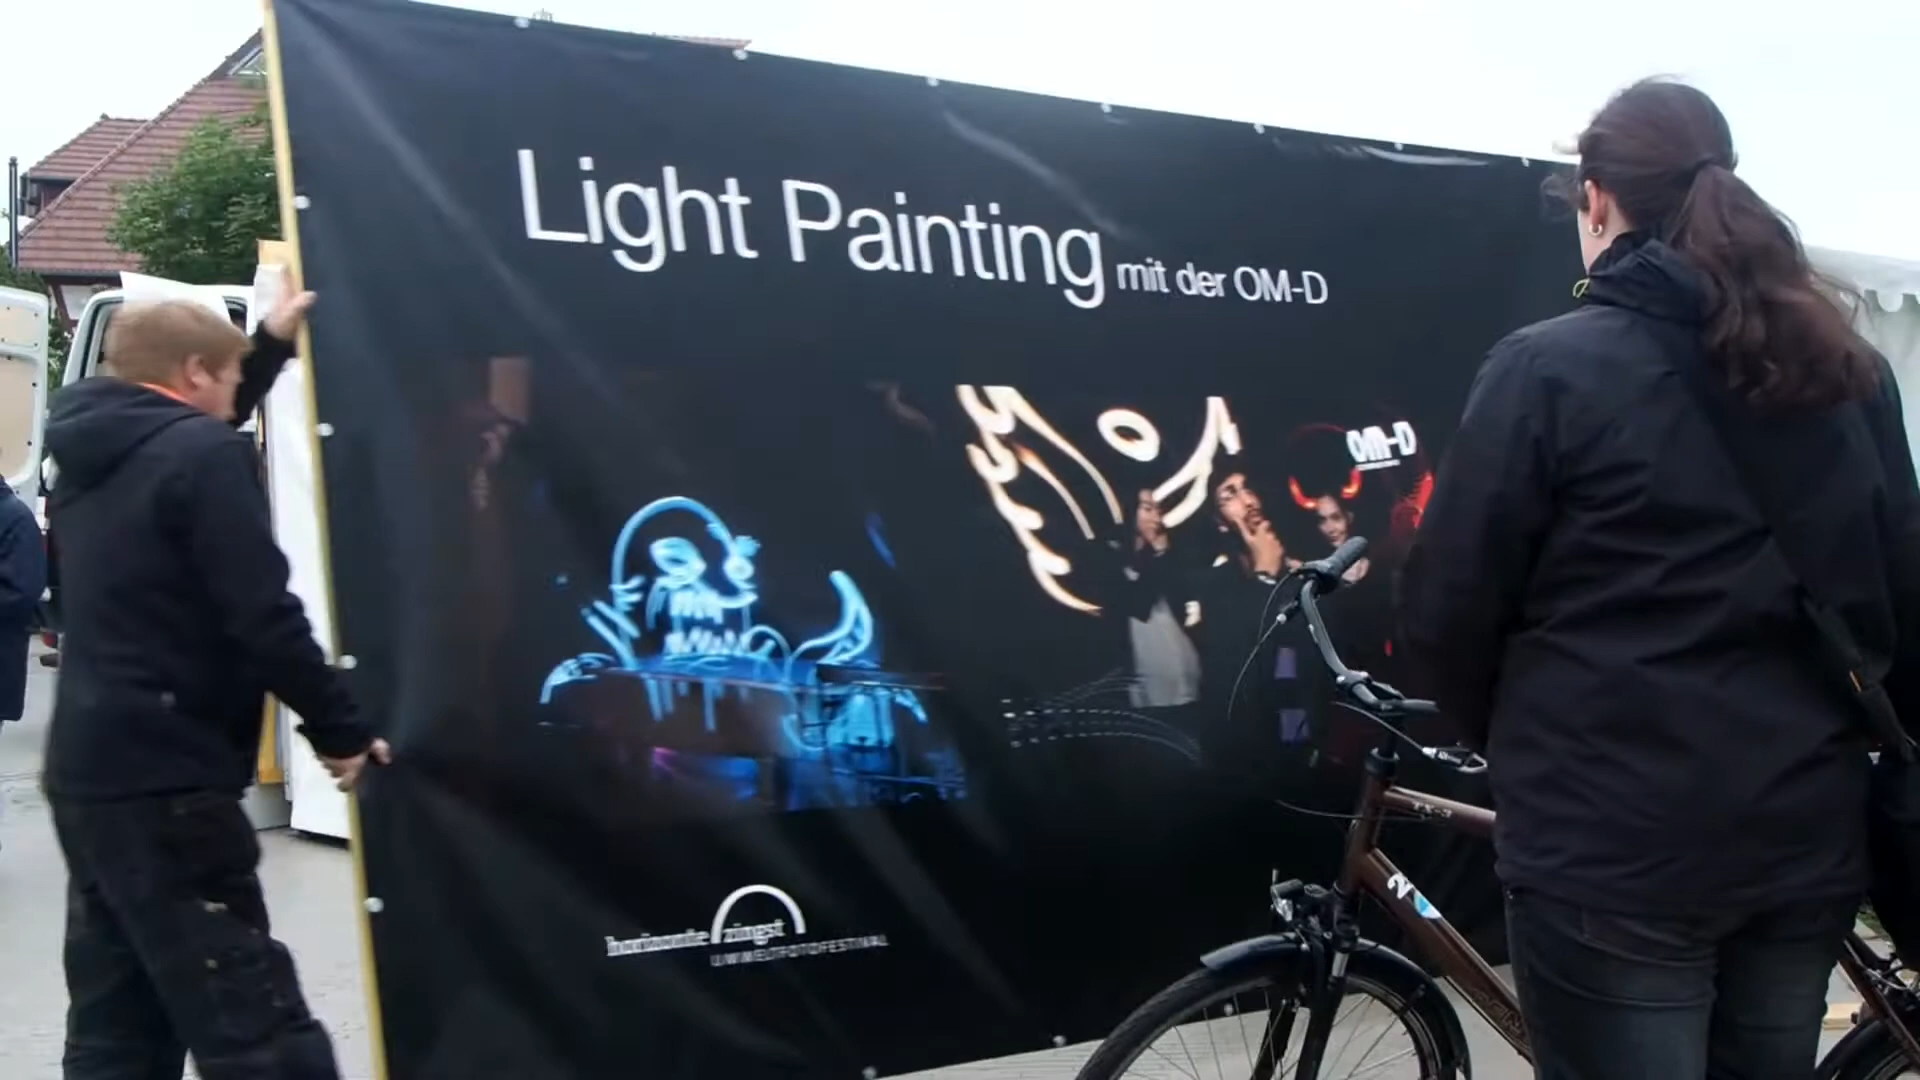 Light Painting mit der OM-D
OM-D
horizonte zingst
UMWELTFOTOFESTIVAL